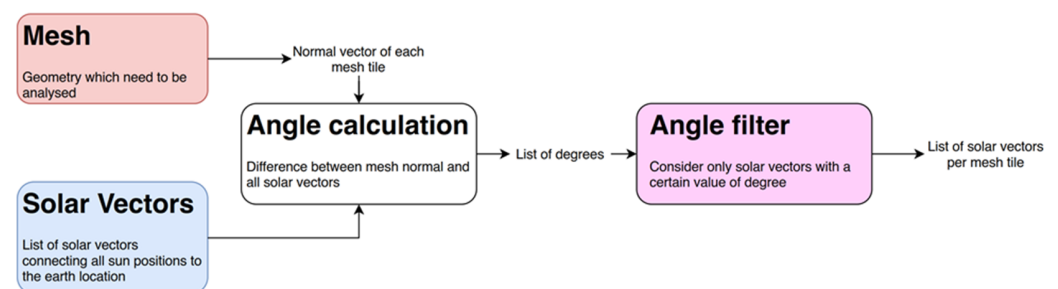 Mesh
Geometry which need to be
analysed
Normal vector of each
mesh tile
Angle calculation
Difference between mesh normal and
all solar vectors
List of degrees
Angle filter
Consider only solar vectors with a
certain value of degree
List of solar vectors
per mesh tile
Solar Vectors
List of solar vectors
connecting all sun positions to
the earth location